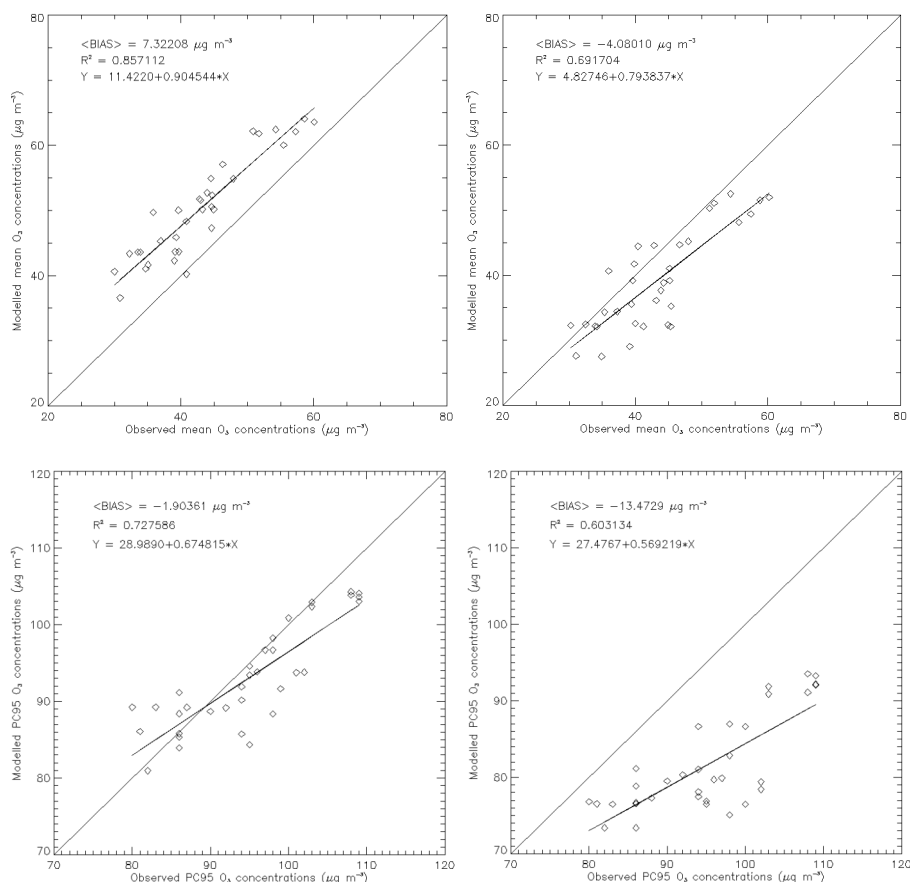 <BIAS> = 7.32208 μg m⁻³
R² = 0.857112
Y = 11.4220+0.904544*X
Modelled mean O₃ concentrations (μg m⁻³)
80
60
40
20
20 40 60 80
Observed mean O₃ concentrations (μg m⁻³)
<BIAS> = −4.08010 μg m⁻³
R² = 0.691704
Y = 4.82746+0.793837*X
Modelled mean O₃ concentrations (μg m⁻³)
80
60
40
20
20 40 60 80
Observed mean O₃ concentrations (μg m⁻³)
<BIAS> = −1.90361 μg m⁻³
R² = 0.727586
Y = 28.9890+0.674815*X
Modelled PC95 O₃ concentrations (μg m⁻³)
120
110
100
90
80
70
70 80 90 100 110 120
Observed PC95 O₃ concentrations (μg m⁻³)
<BIAS> = −13.4729 μg m⁻³
R² = 0.603134
Y = 27.4767+0.569219*X
Modelled PC95 O₃ concentrations (μg m⁻³)
120
110
100
90
80
70
70 80 90 100 110 120
Observed PC95 O₃ concentrations (μg m⁻³)